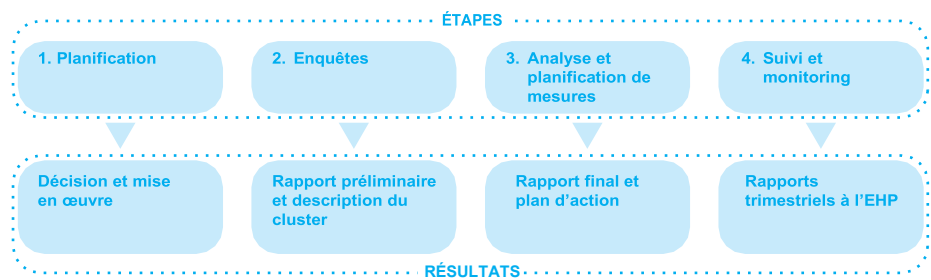 ÉTAPES
1. Planification
2. Enquêtes
3. Analyse et
planification de
mesures
4. Suivi et
monitoring
Décision et mise
en œuvre
Rapport préliminaire
et description du
cluster
Rapport final et
plan d’action
Rapports
trimestriels à l’EHP
RÉSULTATS